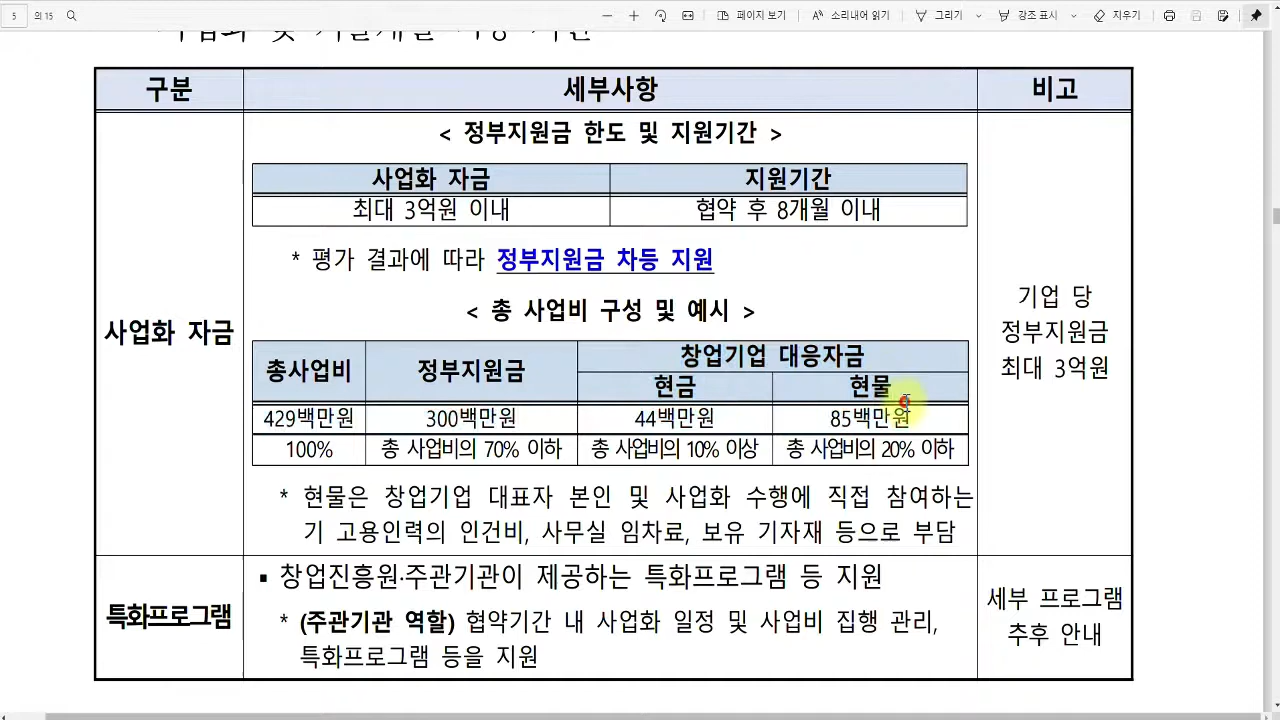 5 의 15 페이지 보기 소리내어 읽기 그리기 강조 표시 지우기
구분 세부사항 비고
사업화 자금
< 정부지원금 한도 및 지원기간 >
사업화 자금 지원기간
최대 3억원 이내 협약 후 8개월 이내
* 평가 결과에 따라 정부지원금 차등 지원
< 총 사업비 구성 및 예시 >
총사업비 정부지원금 창업기업 대응자금
현금 현물
429백만원 300백만원 44백만원 85백만원
100% 총 사업비의 70% 이하 총 사업비의 10% 이상 총 사업비의 20% 이하
* 현물은 창업기업 대표자 본인 및 사업화 수행에 직접 참여하는
기 고용인력의 인건비, 사무실 임차료, 보유 기자재 등으로 부담
기업 당
정부지원금
최대 3억원
특화프로그램
▪ 창업진흥원·주관기관이 제공하는 특화프로그램 등 지원
* (주관기관 역할) 협약기간 내 사업화 일정 및 사업비 집행 관리,
특화프로그램 등을 지원
세부 프로그램
추후 안내